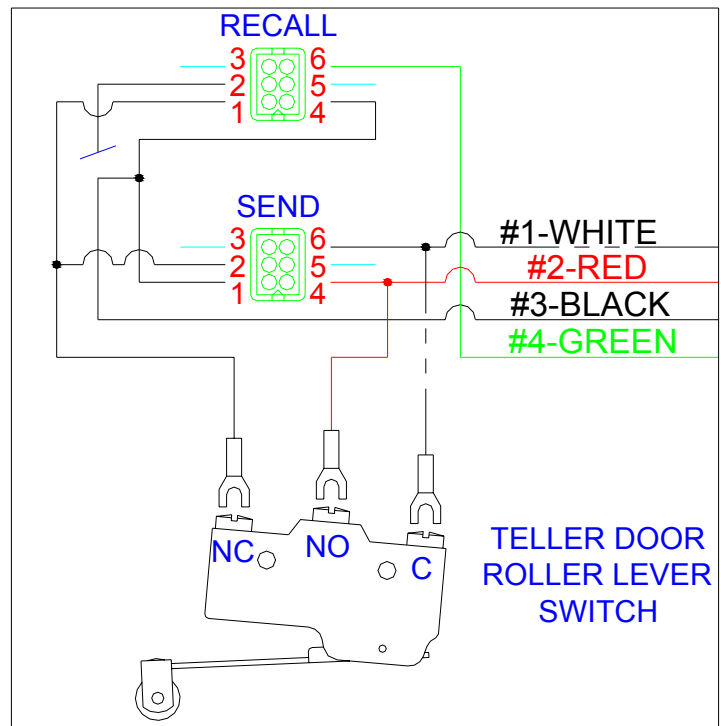 RECALL
3 6
2 5
1 4
SEND
3 6
2 5
1 4
#1-WHITE
#2-RED
#3-BLACK
#4-GREEN
NC NO C
TELLER DOOR
ROLLER LEVER
SWITCH